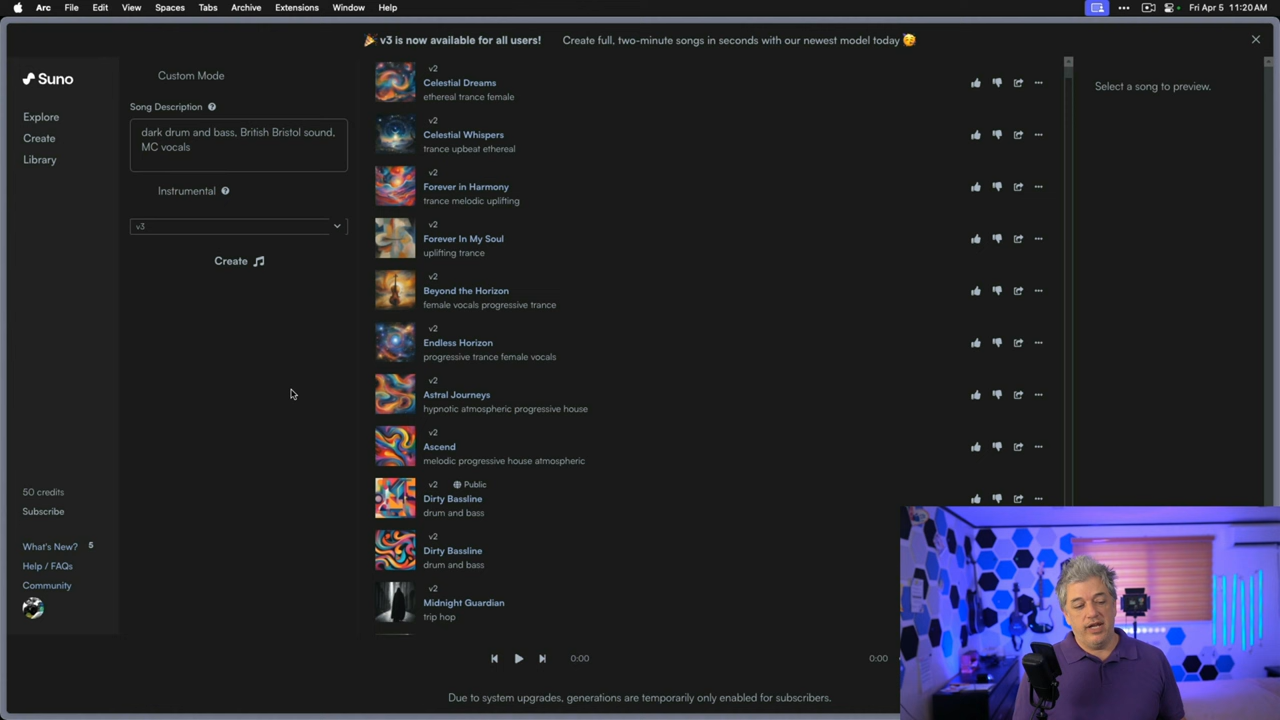 Arc File Edit View Spaces Tabs Archive Extensions Window Help Fri Apr 5 11:20 AM
🎉 v3 is now available for all users! Create full, two-minute songs in seconds with our newest model today 🥳
Suno
Explore
Create
Library
50 credits
Subscribe
What's New? 5
Help / FAQs
Community
Custom Mode
Song Description
dark drum and bass, British Bristol sound,
MC vocals
Instrumental
v3
Create
v2
Celestial Dreams
ethereal trance female
v2
Celestial Whispers
trance upbeat ethereal
v2
Forever in Harmony
trance melodic uplifting
v2
Forever In My Soul
uplifting trance
v2
Beyond the Horizon
female vocals progressive trance
v2
Endless Horizon
progressive trance female vocals
v2
Astral Journeys
hypnotic atmospheric progressive house
v2
Ascend
melodic progressive house atmospheric
v2 Public
Dirty Bassline
drum and bass
v2
Dirty Bassline
drum and bass
v2
Midnight Guardian
trip hop
Select a song to preview.
0:00 0:00
Due to system upgrades, generations are temporarily only enabled for subscribers.